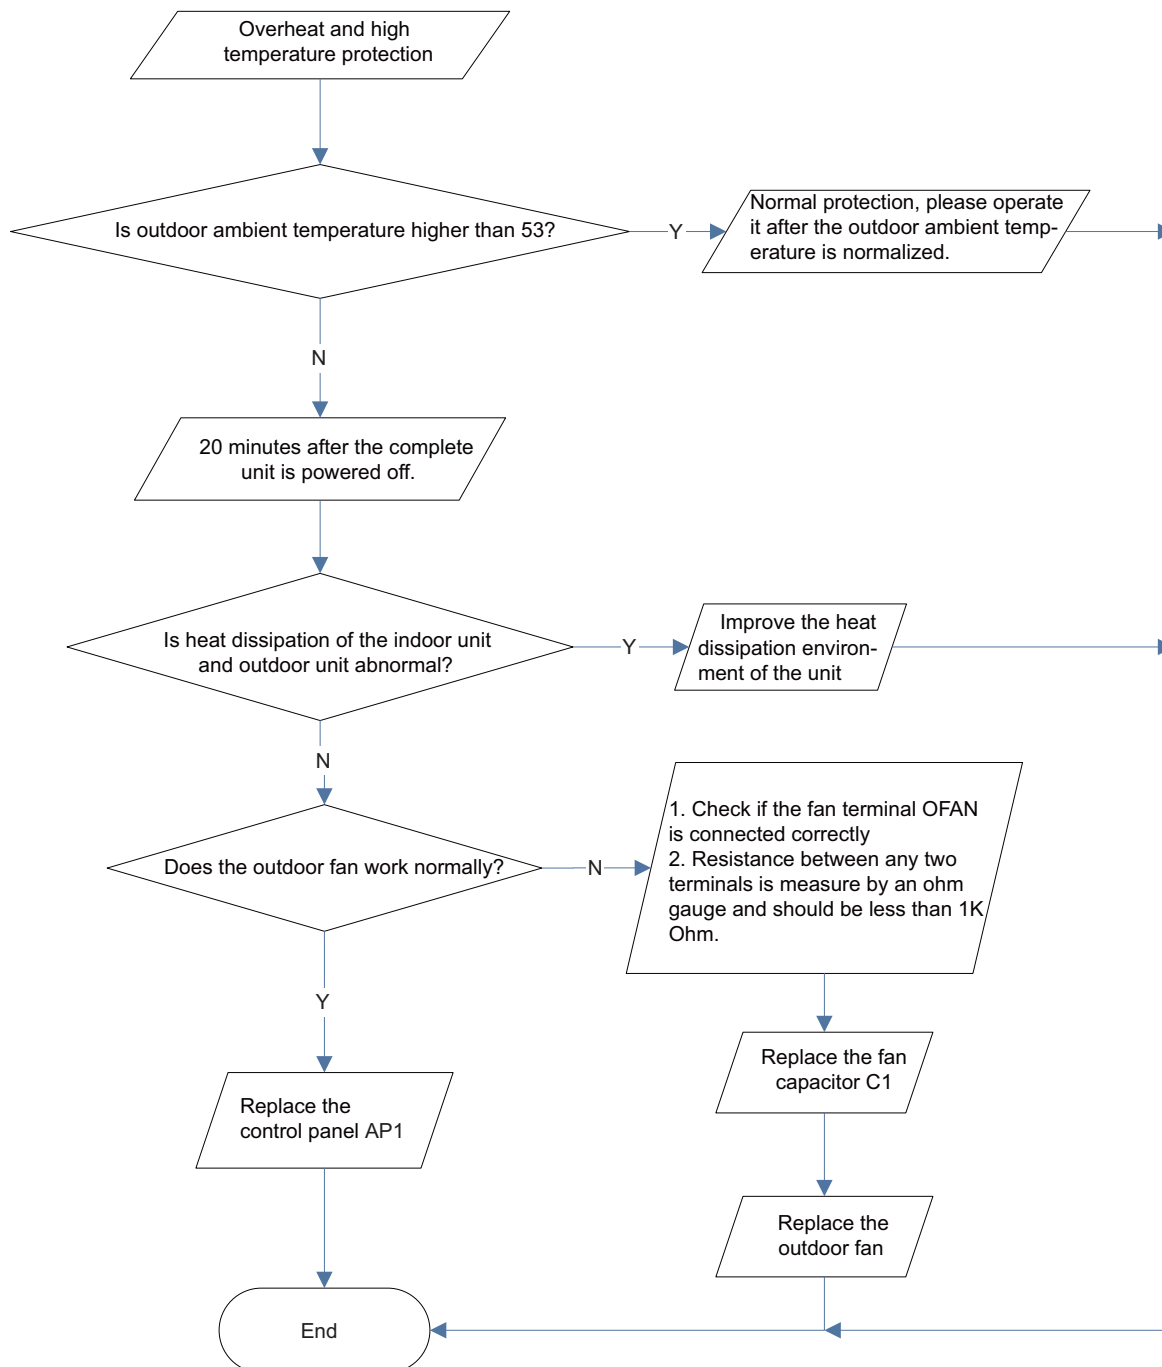 Overheat and high
temperature protection
Is outdoor ambient temperature higher than 53?
Y
Normal protection, please operate
it after the outdoor ambient temp-
erature is normalized.
N
20 minutes after the complete
unit is powered off.
Is heat dissipation of the indoor unit
and outdoor unit abnormal?
Y
Improve the heat
dissipation environ-
ment of the unit
N
Does the outdoor fan work normally?
N
1. Check if the fan terminal OFAN
is connected correctly
2. Resistance between any two
terminals is measure by an ohm
gauge and should be less than 1K
Ohm.
Y
Replace the fan
capacitor C1
Replace the
control panel AP1
Replace the
outdoor fan
End